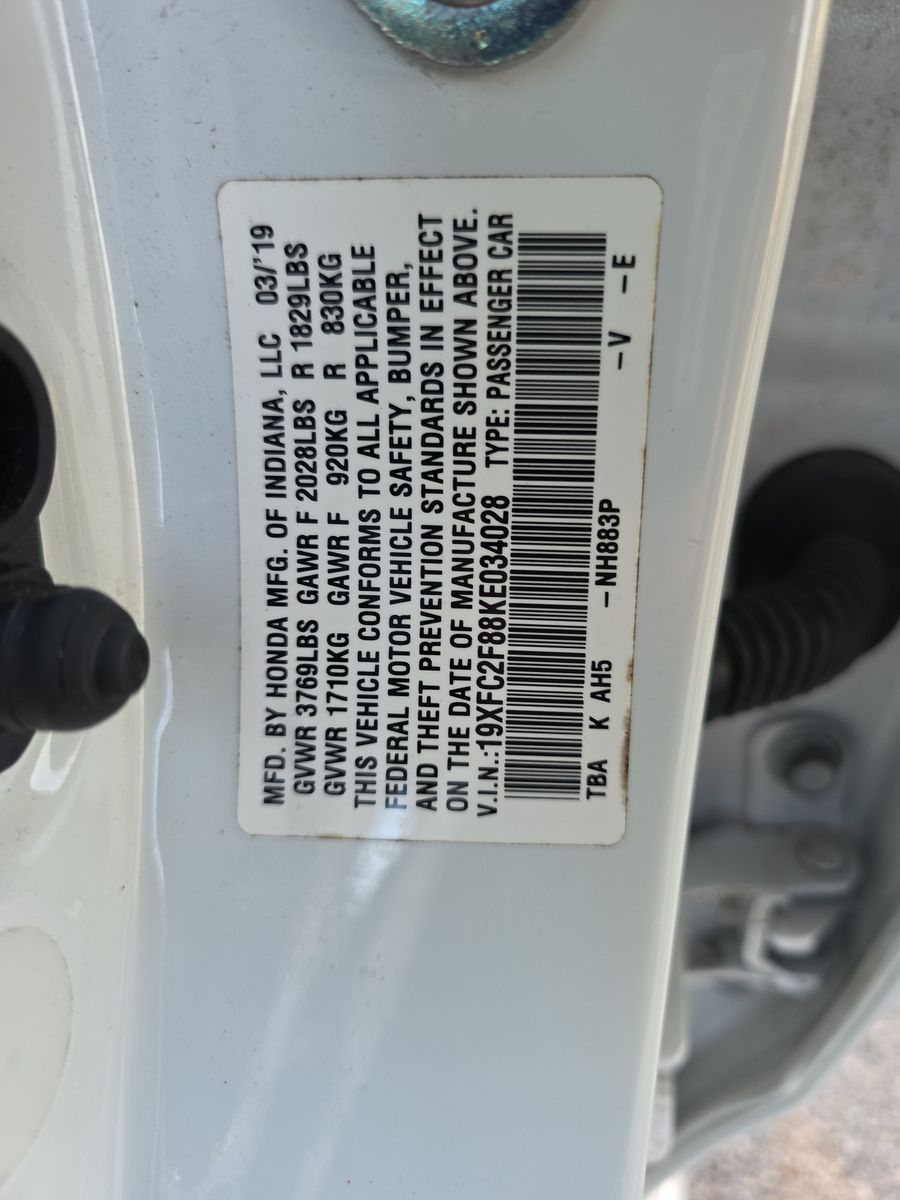 MFD. BY HONDA MFG. OF INDIANA, LLC 03/'19
GVWR 3769LBS GAWR F 2028LBS R 1829LBS
GVWR 1710KG GAWR F 920KG R 830KG
THIS VEHICLE CONFORMS TO ALL APPLICABLE
FEDERAL MOTOR VEHICLE SAFETY, BUMPER,
AND THEFT PREVENTION STANDARDS IN EFFECT
ON THE DATE OF MANUFACTURE SHOWN ABOVE.
V.I.N.:19XFC2F88KE034028 TYPE: PASSENGER CAR
TBA K AH5 -NH883P -V -E